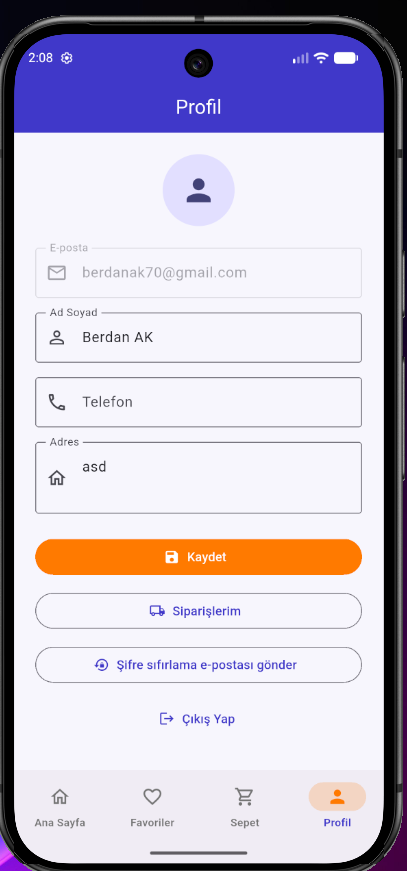 2:08
Profil
E-posta
berdanak70@gmail.com
Ad Soyad
Berdan AK
Telefon
Adres
asd
Kaydet
Siparişlerim
Şifre sıfırlama e-postası gönder
Çıkış Yap
Ana Sayfa Favoriler Sepet Profil